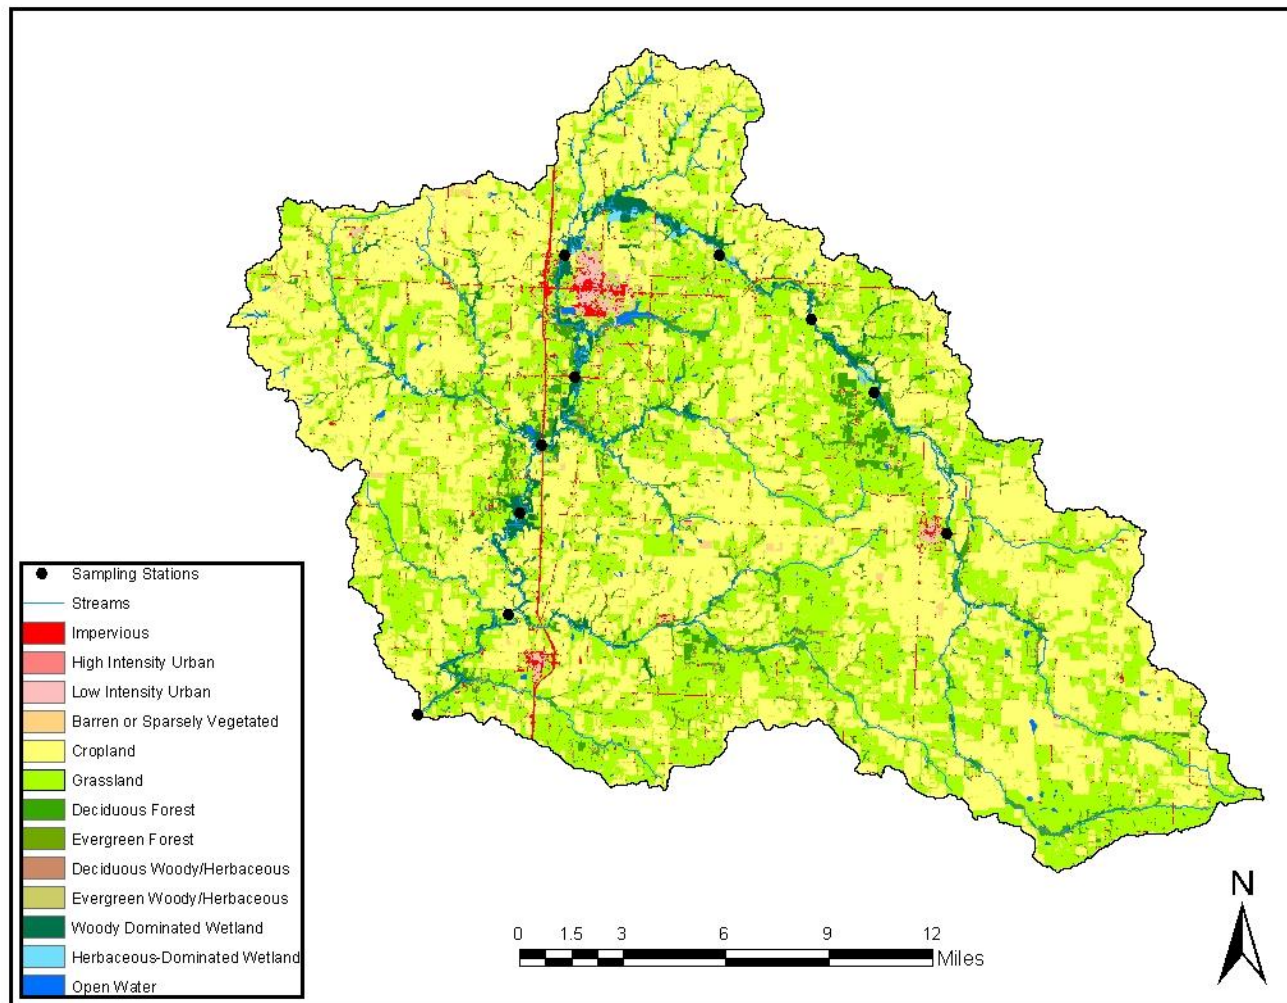 Sampling Stations
Streams
Impervious
High Intensity Urban
Low Intensity Urban
Barren or Sparsely Vegetated
Cropland
Grassland
Deciduous Forest
Evergreen Forest
Deciduous Woody/Herbaceous
Evergreen Woody/Herbaceous
Woody Dominated Wetland
Herbaceous-Dominated Wetland
Open Water
0 1.5 3 6 9 12
Miles
N